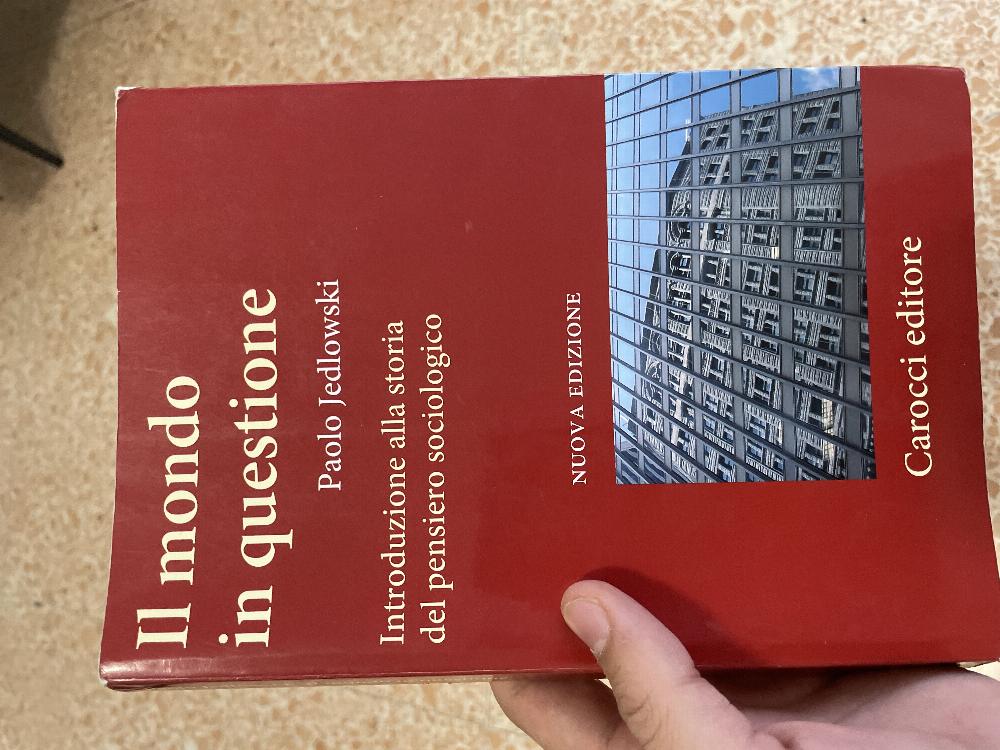 Il mondo
in questione
Paolo Jedlowski
Introduzione alla storia
del pensiero sociologico
NUOVA EDIZIONE
Carocci editore